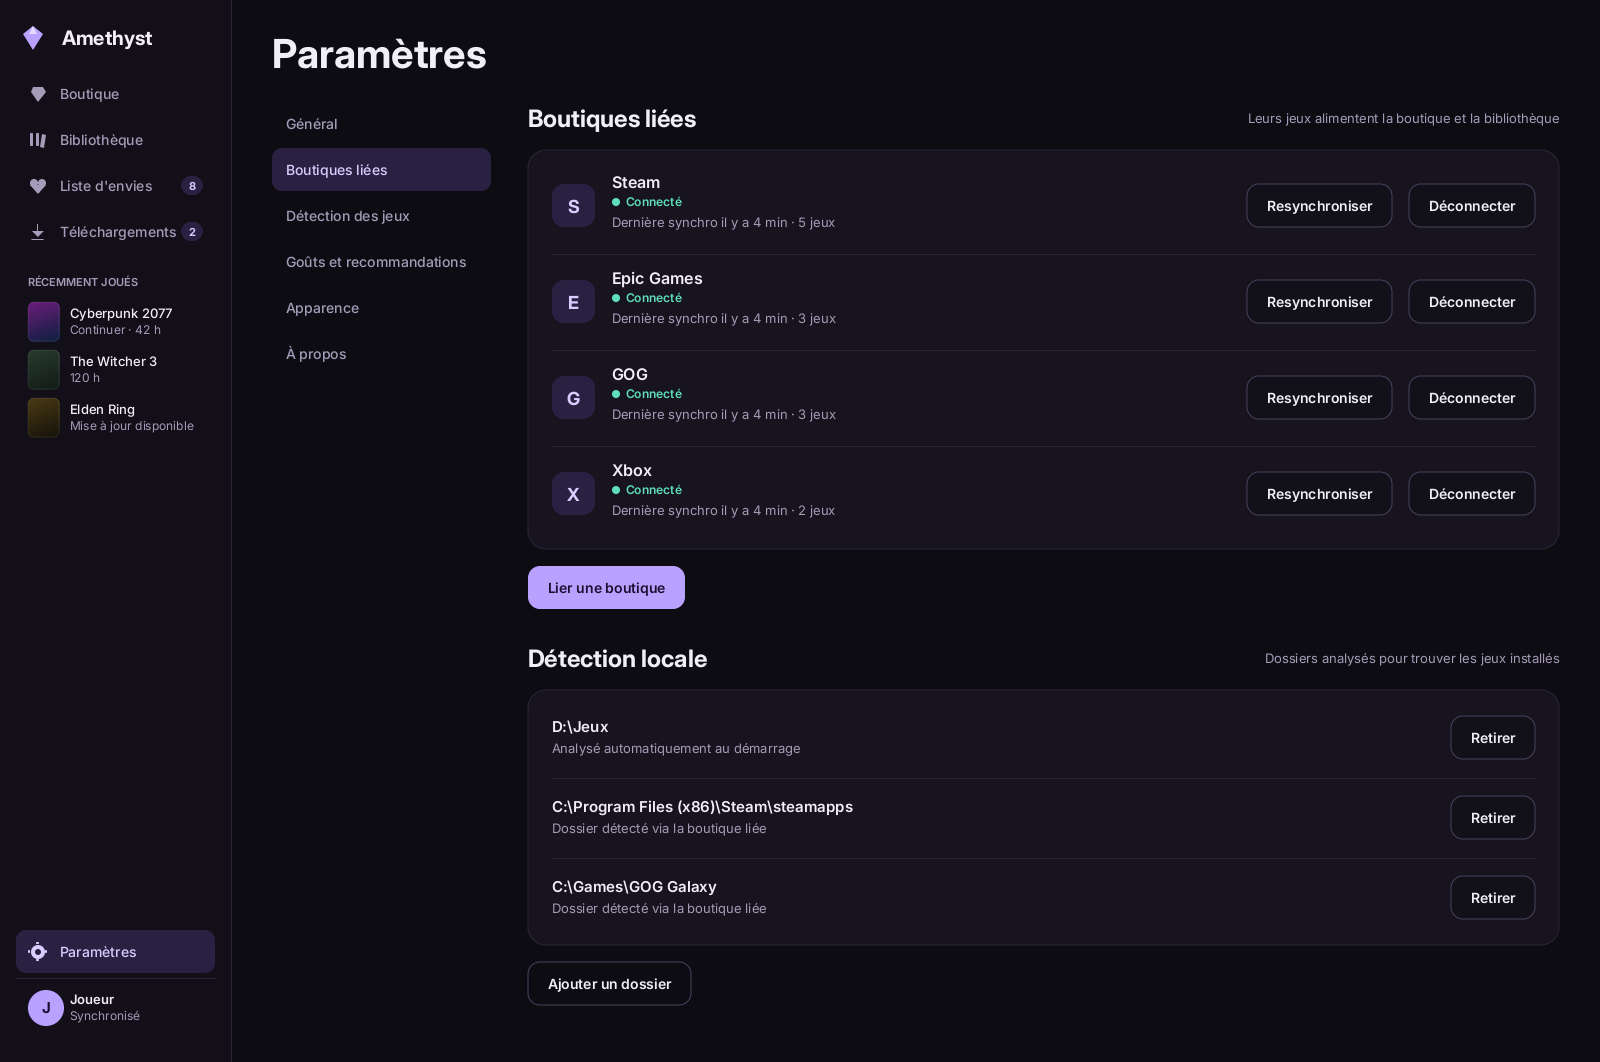 Amethyst
Boutique
Bibliothèque
Liste d'envies 8
Téléchargements 2
RÉCEMMENT JOUÉS
Cyberpunk 2077
Continuer · 42 h
The Witcher 3
120 h
Elden Ring
Mise à jour disponible
Paramètres
J
Joueur
Synchronisé
Paramètres
Général
Boutiques liées
Détection des jeux
Goûts et recommandations
Apparence
À propos
Boutiques liées
Leurs jeux alimentent la boutique et la bibliothèque
S
Steam
Connecté
Dernière synchro il y a 4 min · 5 jeux
Resynchroniser
Déconnecter
E
Epic Games
Connecté
Dernière synchro il y a 4 min · 3 jeux
Resynchroniser
Déconnecter
G
GOG
Connecté
Dernière synchro il y a 4 min · 3 jeux
Resynchroniser
Déconnecter
X
Xbox
Connecté
Dernière synchro il y a 4 min · 2 jeux
Resynchroniser
Déconnecter
Lier une boutique
Détection locale
Dossiers analysés pour trouver les jeux installés
D:\Jeux
Analysé automatiquement au démarrage
Retirer
C:\Program Files (x86)\Steam\steamapps
Dossier détecté via la boutique liée
Retirer
C:\Games\GOG Galaxy
Dossier détecté via la boutique liée
Retirer
Ajouter un dossier